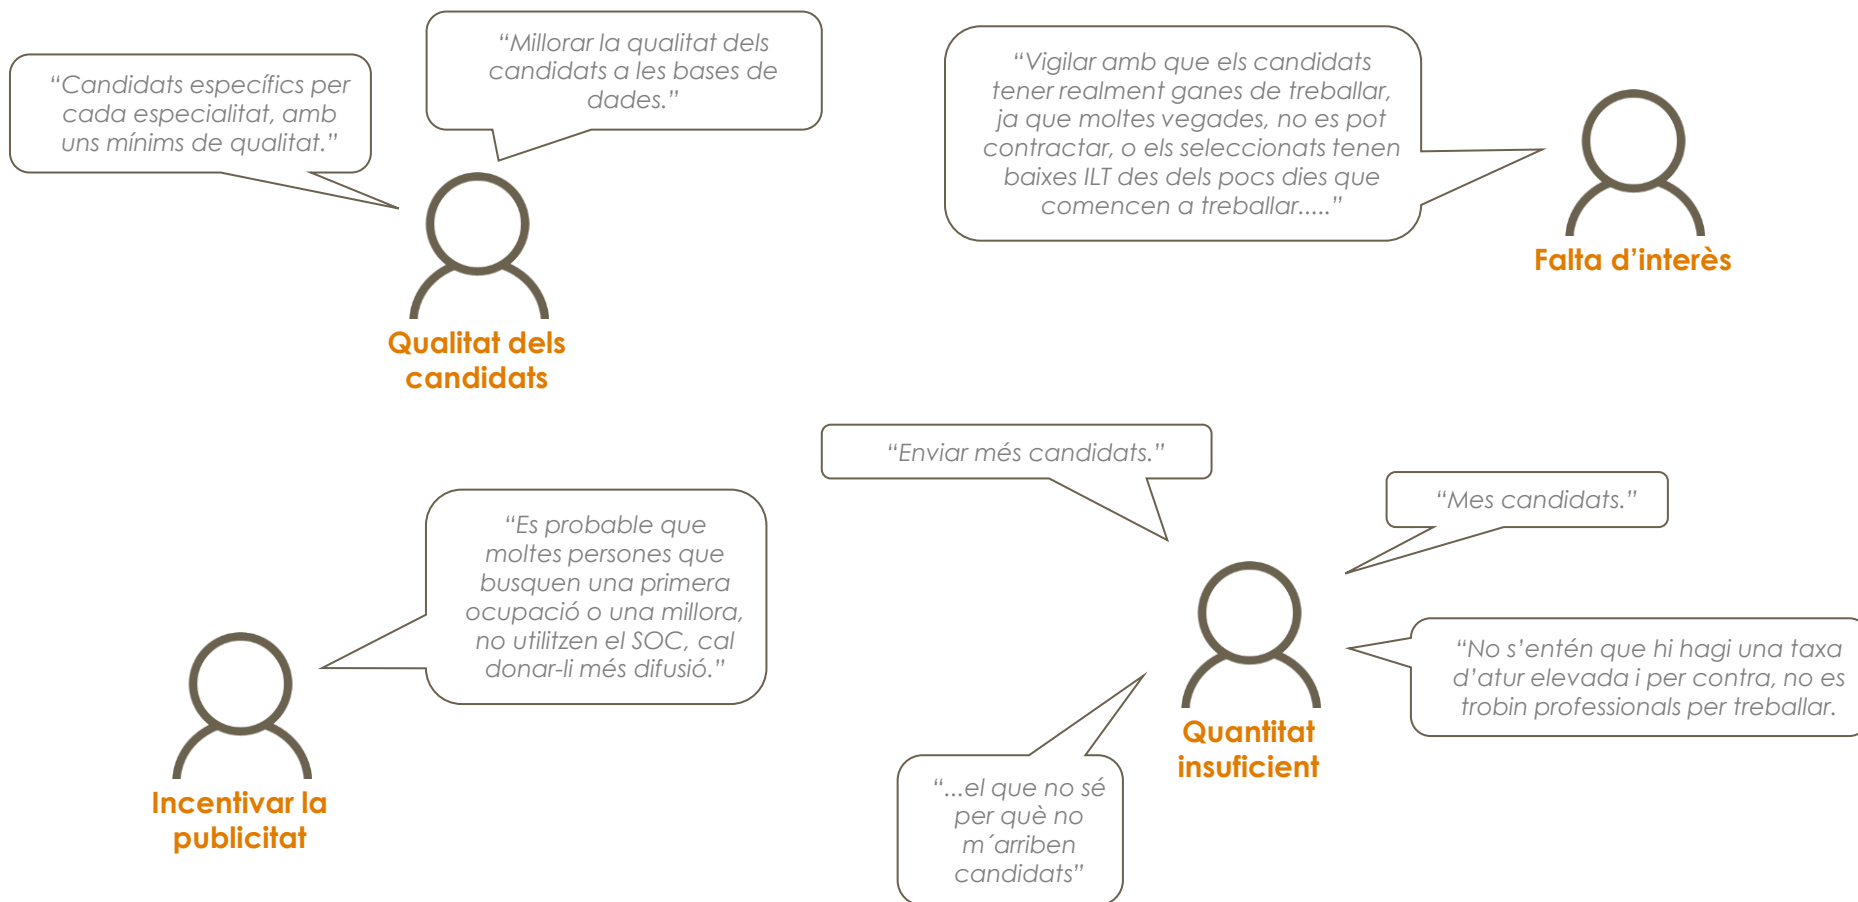 “Candidats específics per
cada especialitat, amb
uns mínims de qualitat.”
“Millorar la qualitat dels
candidats a les bases de
dades.”
Qualitat dels
candidats
“Vigilar amb que els candidats
tener realment ganes de treballar,
ja que moltes vegades, no es pot
contractar, o els seleccionats tenen
baixes ILT des dels pocs dies que
comencen a treballar.....”
Falta d’interès
“Es probable que
moltes persones que
busquen una primera
ocupació o una millora,
no utilitzen el SOC, cal
donar-li més difusió.”
Incentivar la
publicitat
“Enviar més candidats.”
“Mes candidats.”
“No s’entén que hi hagi una taxa
d’atur elevada i per contra, no es
trobin professionals per treballar.
“...el que no sé
per què no
m´arriben
candidats”
Quantitat
insuficient